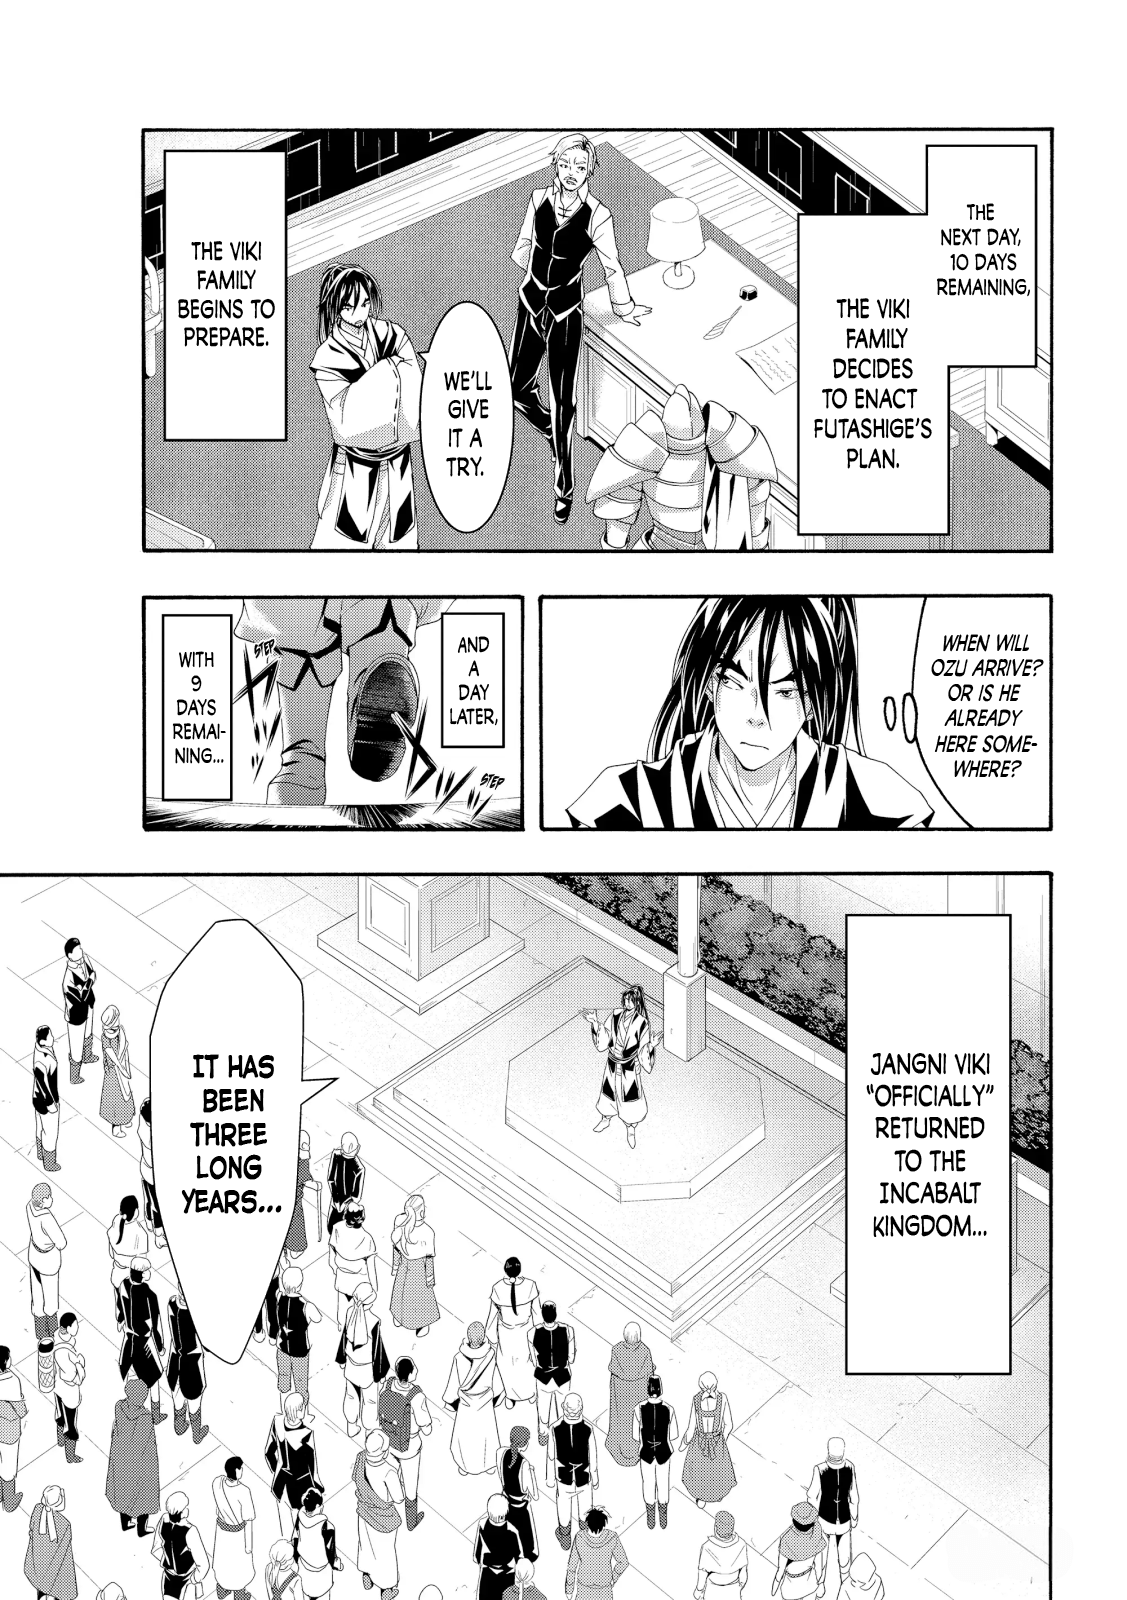 THE
NEXT DAY,
10 DAYS
REMAINING,
THE VIKI
FAMILY
DECIDES
TO ENACT
FUTASHIGE'S
PLAN.
WE'LL
GIVE
IT A
TRY.
THE VIKI
FAMILY
BEGINS TO
PREPARE.
WHEN WILL
OZU ARRIVE?
OR IS HE
ALREADY
HERE SOME-
WHERE?
AND
A
DAY
LATER,
STEP
STEP
WITH
9
DAYS
REMAI-
NING...
JANGNI VIKI
"OFFICIALLY"
RETURNED
TO THE
INCABALT
KINGDOM...
IT HAS
BEEN
THREE
LONG
YEARS...